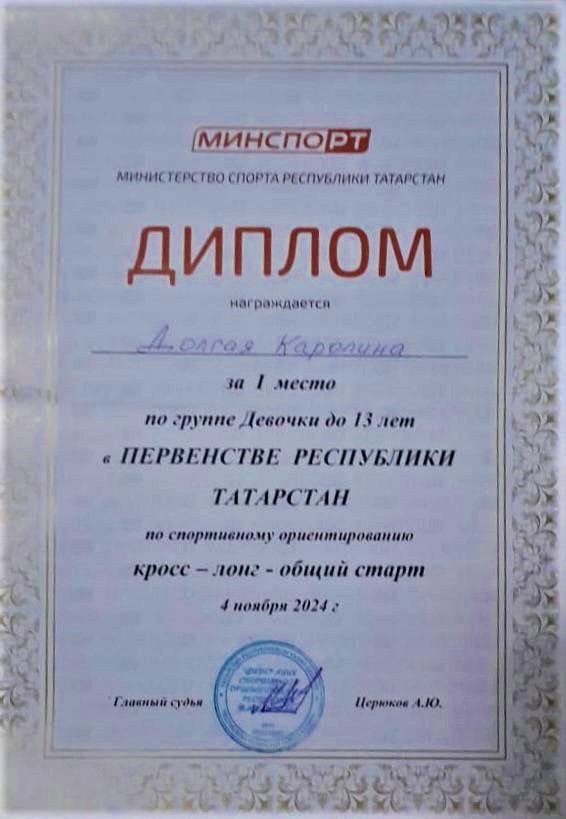 МИНСПОРТ
МИНИСТЕРСТВО СПОРТА РЕСПУБЛИКИ ТАТАРСТАН
ДИПЛОМ
награждается
Долгая Каролина
за I место
по группе Девочки до 13 лет
в ПЕРВЕНСТВЕ РЕСПУБЛИКИ
ТАТАРСТАН
по спортивному ориентированию
кросс – лонг - общий старт
4 ноября 2024 г
Главный судья
Церюков А.Ю.